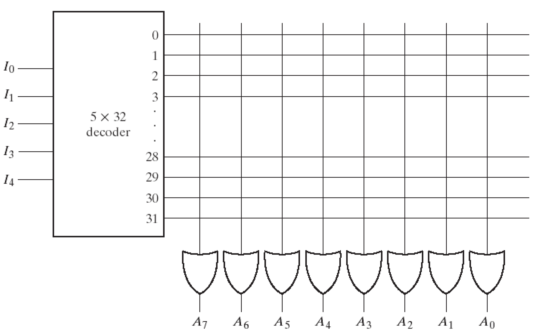 0
1
I₀
2
I₁
3
I₂
5 × 32
decoder
.
.
.
I₃
28
I₄
29
30
31
A₇ A₆ A₅ A₄ A₃ A₂ A₁ A₀